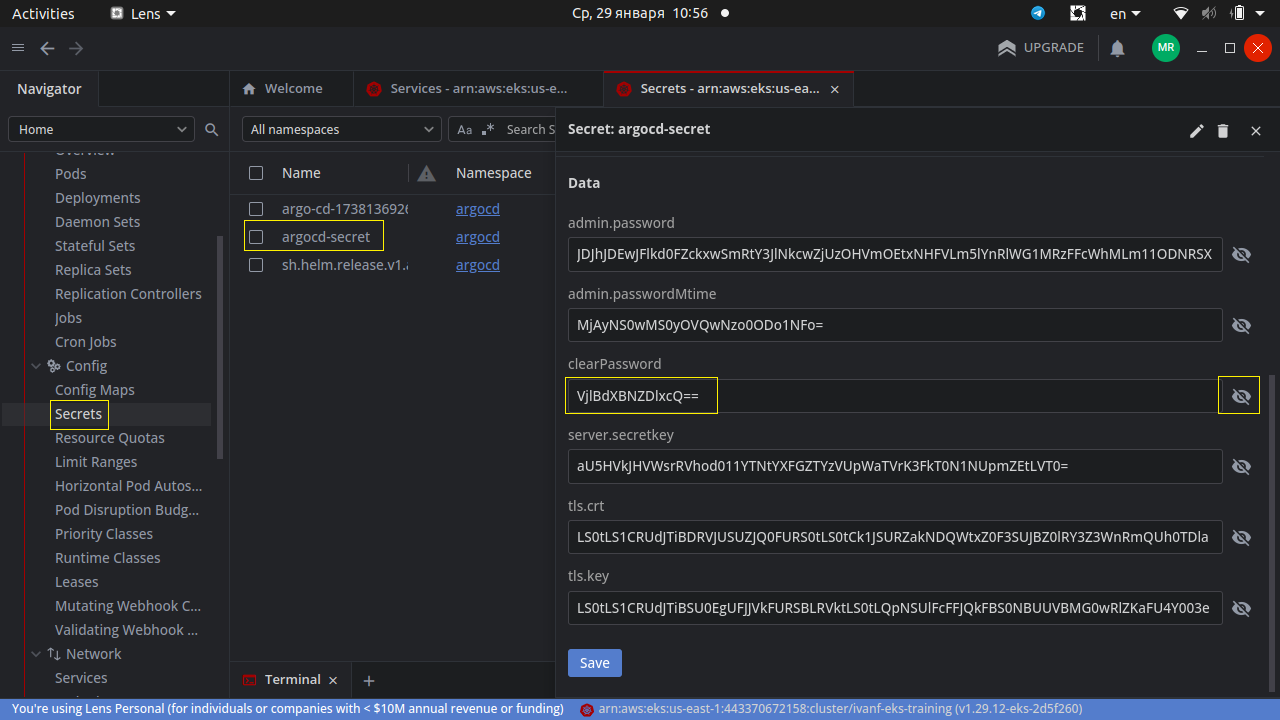 Activities Lens Ср, 29 января 10:56 en
UPGRADE MR
Navigator Welcome Services - arn:aws:eks:us-e... Secrets - arn:aws:eks:us-ea...
Home All namespaces Aa .* Search S
Secret: argocd-secret
Overview
Pods
Deployments
Daemon Sets
Stateful Sets
Replica Sets
Replication Controllers
Jobs
Cron Jobs
Config
Config Maps
Secrets
Resource Quotas
Limit Ranges
Horizontal Pod Autos...
Pod Disruption Budg...
Priority Classes
Runtime Classes
Leases
Mutating Webhook C...
Validating Webhook ...
Network
Services
Name Namespace
argo-cd-1738136926 argocd
argocd-secret argocd
sh.helm.release.v1.a argocd
Data
admin.password
JDJhJDEwJFlkd0FZckxwSmRtY3JlNkcwZjUzOHVmOEtxNHFVLm5lYnRlWG1MRzFFcWhMLm11ODNRSX
admin.passwordMtime
MjAyNS0wMS0yOVQwNzo0ODo1NFo=
clearPassword
VjlBdXBNZDlxcQ==
server.secretkey
aU5HVkJHVWsrRVhod011YTNtYXFGZTYzVUpWaTVrK3FkT0N1NUpmZEtLVT0=
tls.crt
LS0tLS1CRUdJTiBDRVJUSUZJQ0FURS0tLS0tCk1JSURZakNDQWtxZ0F3SUJBZ0lRY3Z3WnRmQUh0TDla
tls.key
LS0tLS1CRUdJTiBSU0EgUFJJVkFURSBLRVktLS0tLQpNSUlFcFFJQkFBS0NBUUVBMG0wRlZKaFU4Y003e
Save
Terminal
You're using Lens Personal (for individuals or companies with < $10M annual revenue or funding) arn:aws:eks:us-east-1:443370672158:cluster/ivanf-eks-training (v1.29.12-eks-2d5f260)